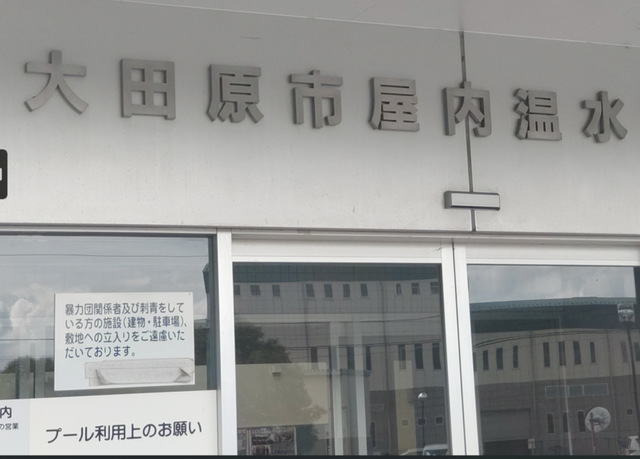 大田原市屋内温水
暴力団関係者及び刺青をして
いる方の施設(建物・駐車場)、
敷地への立入りをご遠慮いた
だいております。
内
の営業
プール利用上のお願い